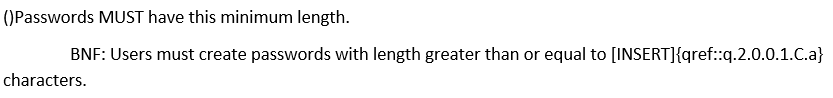 ()Passwords MUST have this minimum length.
BNF: Users must create passwords with length greater than or equal to [INSERT]{qref::q.2.0.0.1.C.a}
characters.